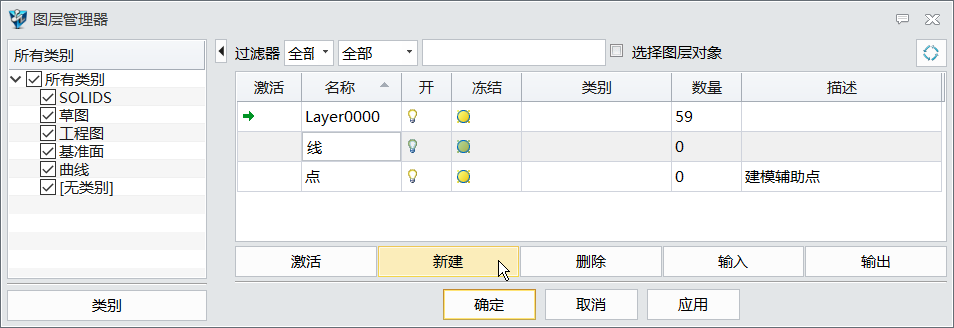 图层管理器
所有类别
所有类别
SOLIDS
草图
工程图
基准面
曲线
[无类别]
类别
过滤器 全部 全部 选择图层对象
激活 名称 开 冻结 类别 数量 描述
Layer0000 59
线 0
点 0 建模辅助点
激活 新建 删除 输入 输出
确定 取消 应用